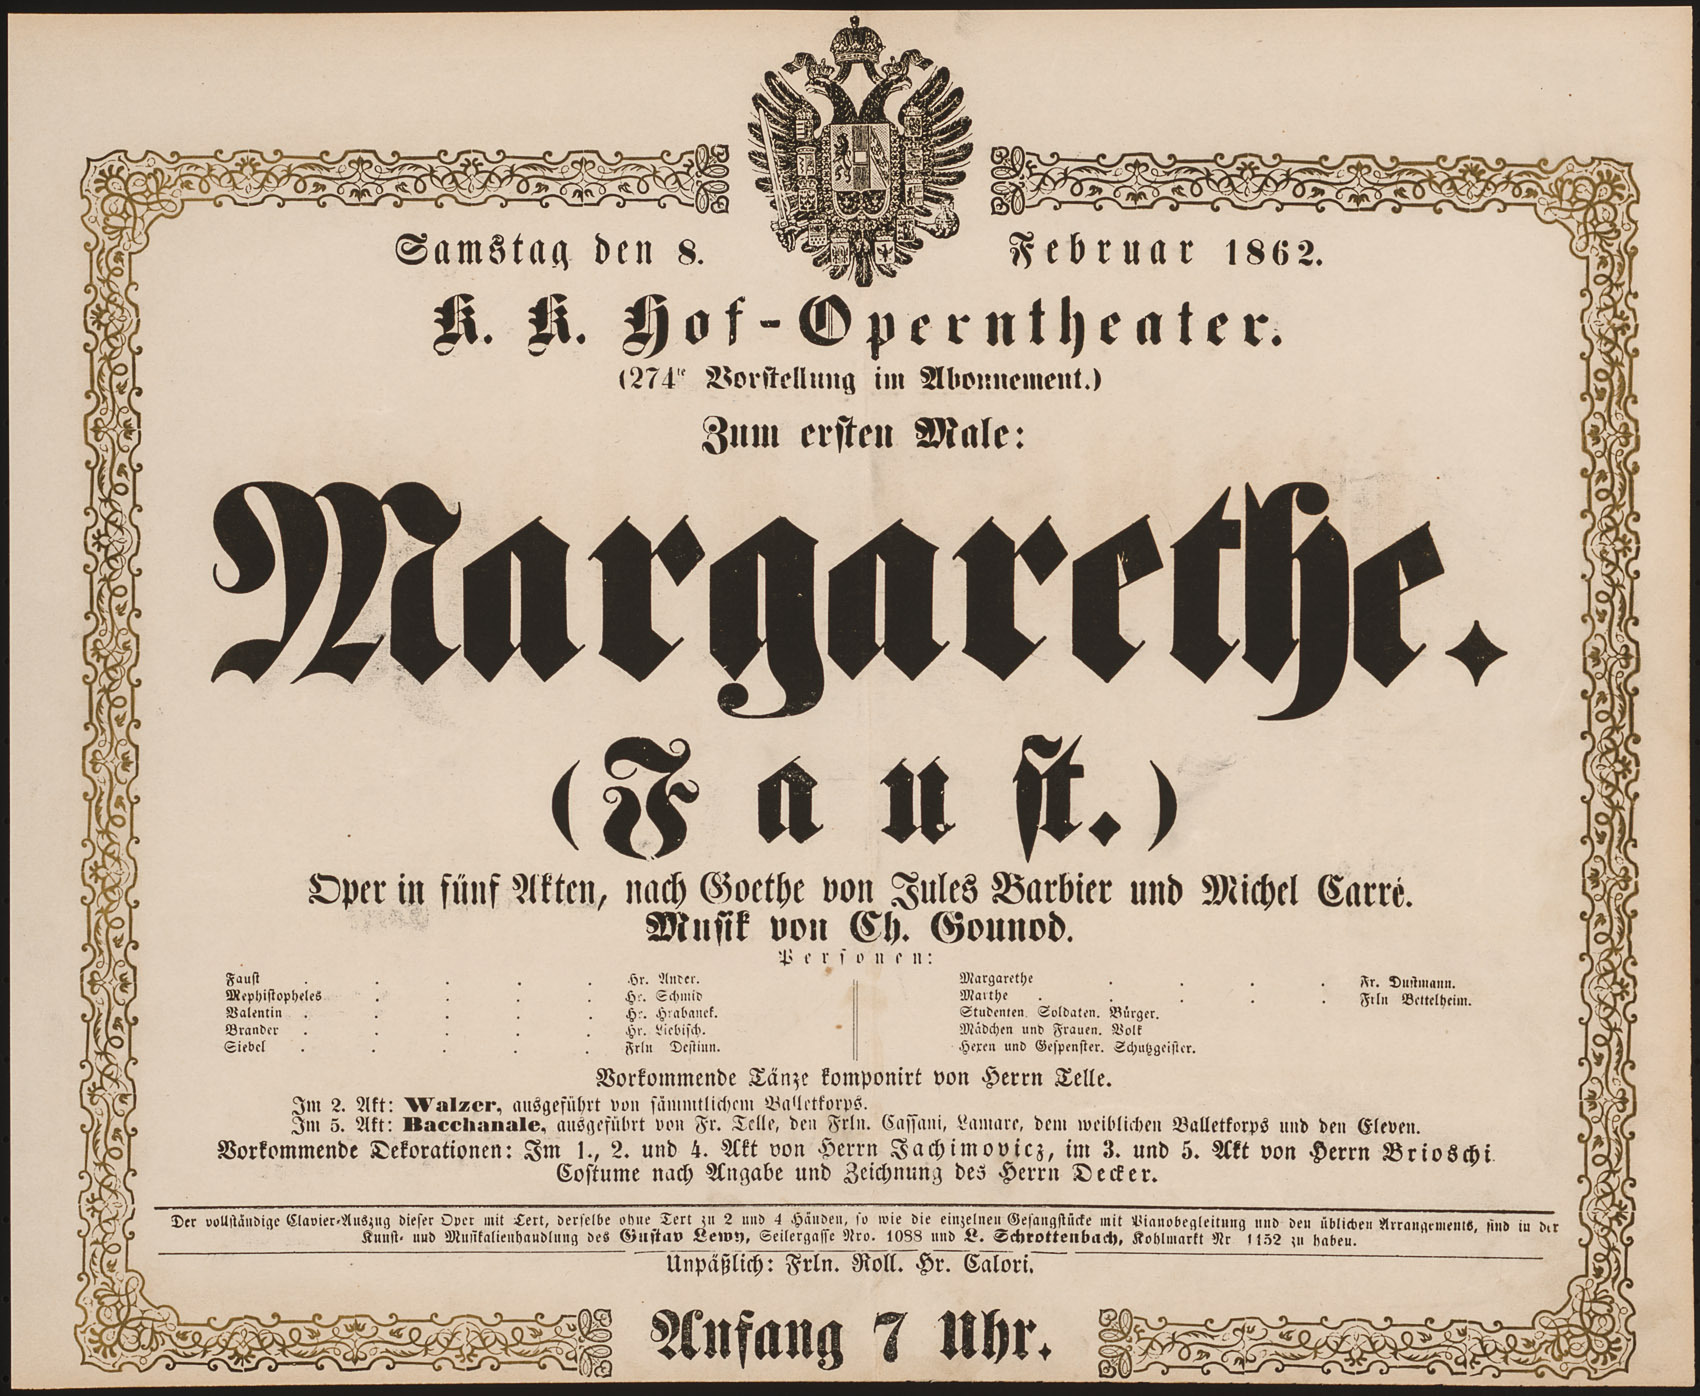 Samstag den 8. Februar 1862.
K. K. Hof-Operntheater.
(274te Vorstellung im Abonnement.)
Zum ersten Male:
Margarethe.
(Faust.)
Oper in fünf Akten, nach Goethe von Jules Barbier und Michel Carré.
Musik von Ch. Gounod.
Personen:
Faust . . . . . Hr. Ander.
Mephistopheles . . . . Hr. Schmid
Valentin . . . . . Hr. Hrabanek.
Brander . . . . . Hr. Liebisch.
Siebel . . . . . Frln Destinn.
Margarethe . . . . Fr. Dustmann.
Marthe . . . . . Frln Bettelheim.
Studenten. Soldaten. Bürger.
Mädchen und Frauen. Volk
Hexen und Gespenster. Schutzgeister.
Vorkommende Tänze komponirt von Herrn Telle.
Im 2. Akt: Walzer, ausgeführt von sämmtlichem Balletkorps.
Im 5. Akt: Bacchanale, ausgeführt von Fr. Telle, den Frln. Cassani, Lamare, dem weiblichen Balletkorps und den Eleven.
Vorkommende Dekorationen: Im 1., 2. und 4. Akt von Herrn Jachimovicz, im 3. und 5. Akt von Herrn Brioschi.
Costume nach Angabe und Zeichnung des Herrn Decker.
Der vollständige Clavier-Auszug dieser Oper mit Text, derselbe ohne Text zu 2 und 4 Händen, so wie die einzelnen Gesangstücke mit Pianobegleitung und den üblichen Arrangements, sind in der
Kunst- und Musikalienhandlung des Gustav Lewy, Seilergasse Nro. 1088 und L. Schrottenbach, Kohlmarkt Nr 1152 zu haben.
Unpäßlich: Frln. Roll. Hr. Calori.
Anfang 7 Uhr.